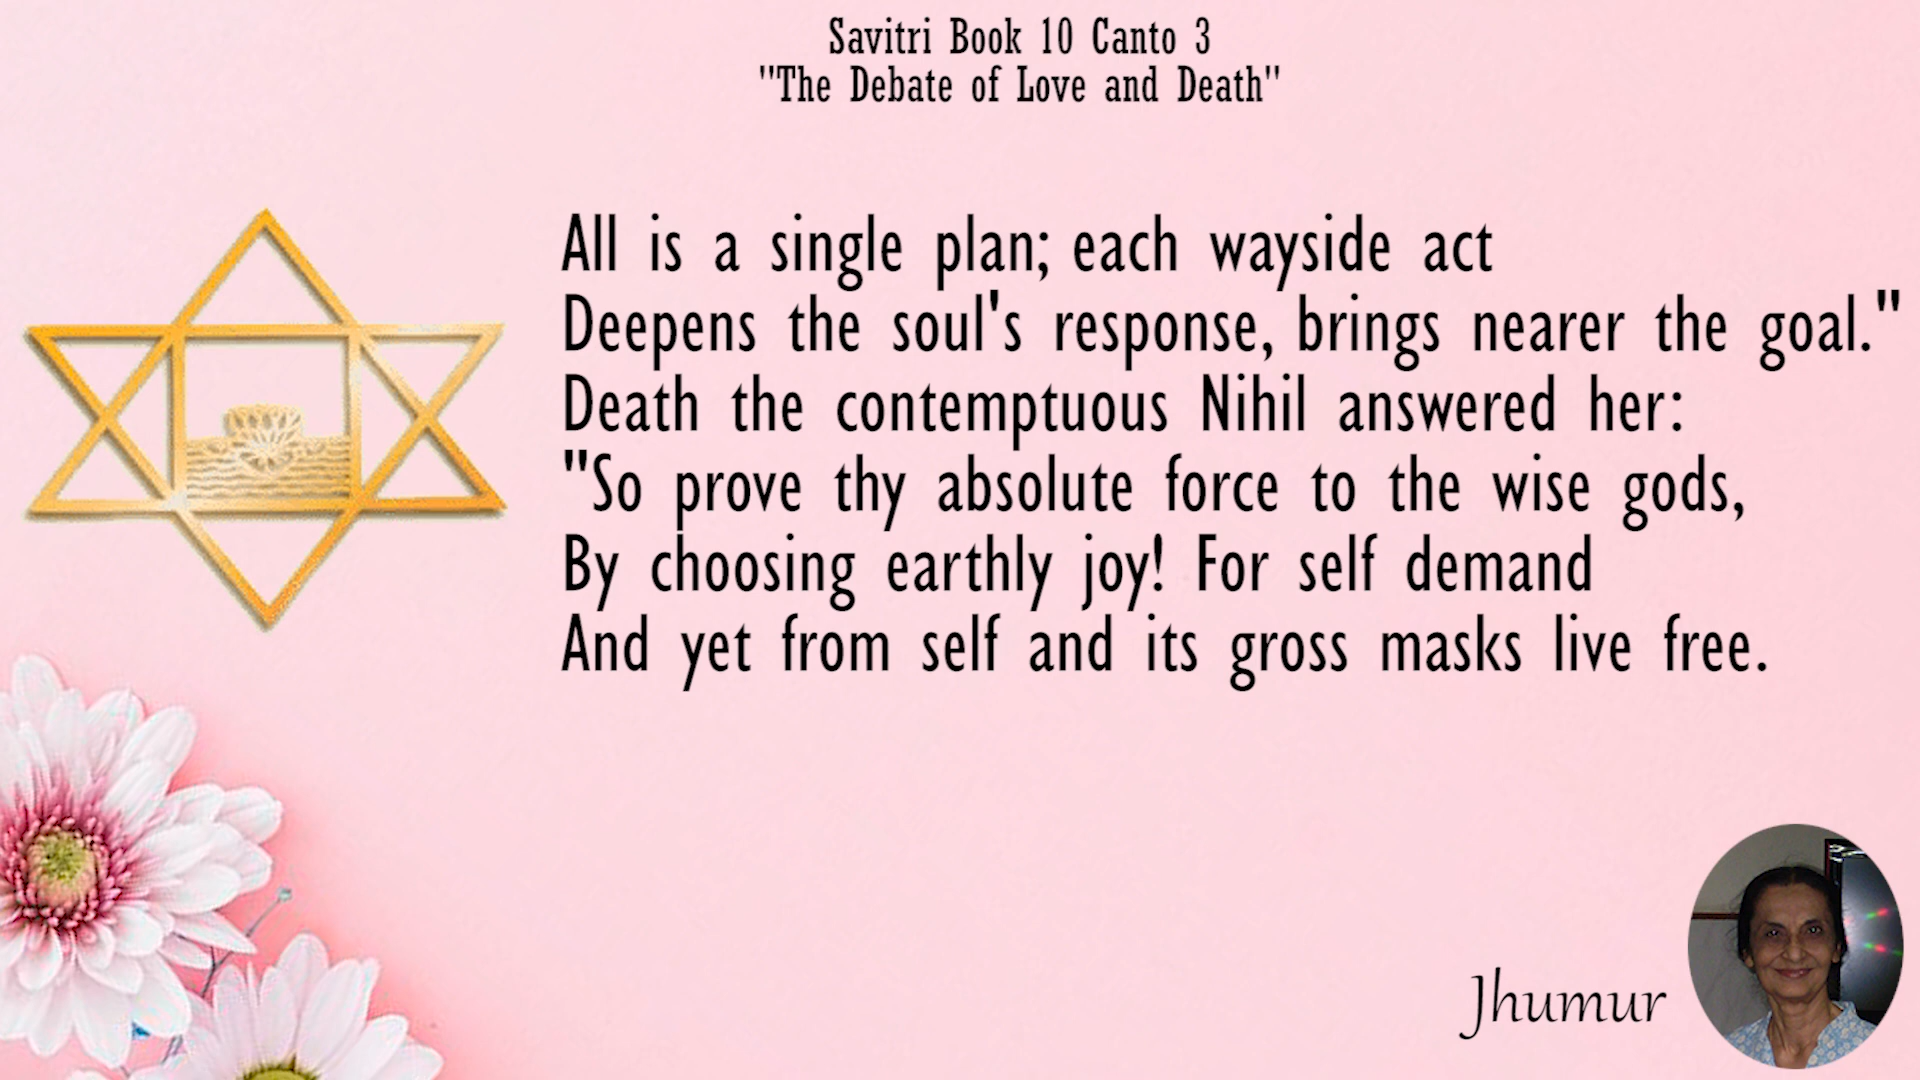 Savitri Book 10 Canto 3
"The Debate of Love and Death"
All is a single plan; each wayside act
Deepens the soul's response, brings nearer the goal."
Death the contemptuous Nihil answered her:
"So prove thy absolute force to the wise gods,
By choosing earthly joy! For self demand
And yet from self and its gross masks live free.
Jhumur